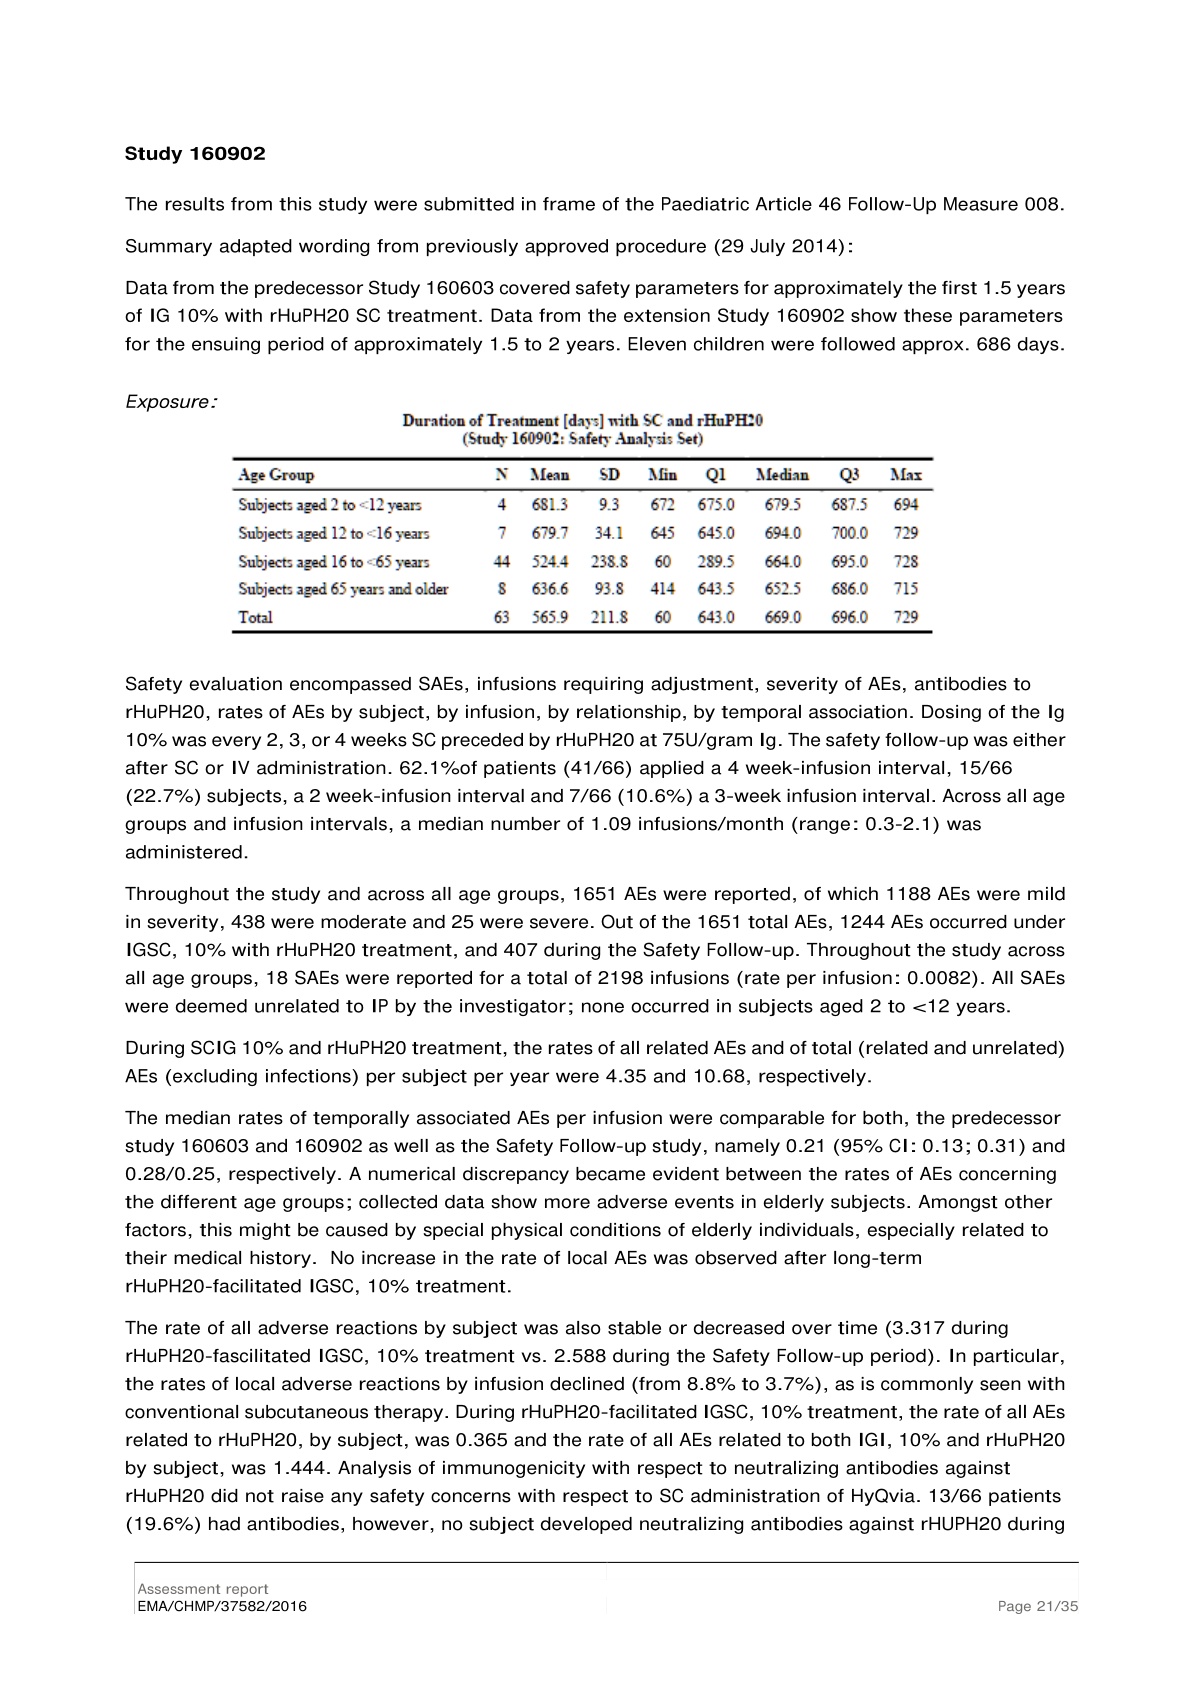 Study 160902
The results from this study were submitted in frame of the Paediatric Article 46 Follow-Up Measure 008.
Summary adapted wording from previously approved procedure (29 July 2014):
Data from the predecessor Study 160603 covered safety parameters for approximately the first 1.5 years
of IG 10% with rHuPH20 SC treatment. Data from the extension Study 160902 show these parameters
for the ensuing period of approximately 1.5 to 2 years. Eleven children were followed approx. 686 days.
Exposure:
Duration of Treatment [days] with SC and rHuPH20
(Study 160902: Safety Analysis Set)
Age Group N Mean SD Min Q1 Median Q3 Max
Subjects aged 2 to <12 years 4 681.3 9.3 672 675.0 679.5 687.5 694
Subjects aged 12 to <16 years 7 679.7 34.1 645 645.0 694.0 700.0 729
Subjects aged 16 to <65 years 44 524.4 238.8 60 289.5 664.0 695.0 728
Subjects aged 65 years and older 8 636.6 93.8 414 643.5 652.5 686.0 715
Total 63 565.9 211.8 60 643.0 669.0 696.0 729
Safety evaluation encompassed SAEs, infusions requiring adjustment, severity of AEs, antibodies to
rHuPH20, rates of AEs by subject, by infusion, by relationship, by temporal association. Dosing of the Ig
10% was every 2, 3, or 4 weeks SC preceded by rHuPH20 at 75U/gram Ig. The safety follow-up was either
after SC or IV administration. 62.1%of patients (41/66) applied a 4 week-infusion interval, 15/66
(22.7%) subjects, a 2 week-infusion interval and 7/66 (10.6%) a 3-week infusion interval. Across all age
groups and infusion intervals, a median number of 1.09 infusions/month (range: 0.3-2.1) was
administered.
Throughout the study and across all age groups, 1651 AEs were reported, of which 1188 AEs were mild
in severity, 438 were moderate and 25 were severe. Out of the 1651 total AEs, 1244 AEs occurred under
IGSC, 10% with rHuPH20 treatment, and 407 during the Safety Follow-up. Throughout the study across
all age groups, 18 SAEs were reported for a total of 2198 infusions (rate per infusion: 0.0082). All SAEs
were deemed unrelated to IP by the investigator; none occurred in subjects aged 2 to <12 years.
During SCIG 10% and rHuPH20 treatment, the rates of all related AEs and of total (related and unrelated)
AEs (excluding infections) per subject per year were 4.35 and 10.68, respectively.
The median rates of temporally associated AEs per infusion were comparable for both, the predecessor
study 160603 and 160902 as well as the Safety Follow-up study, namely 0.21 (95% CI: 0.13; 0.31) and
0.28/0.25, respectively. A numerical discrepancy became evident between the rates of AEs concerning
the different age groups; collected data show more adverse events in elderly subjects. Amongst other
factors, this might be caused by special physical conditions of elderly individuals, especially related to
their medical history.  No increase in the rate of local AEs was observed after long-term
rHuPH20-facilitated IGSC, 10% treatment.
The rate of all adverse reactions by subject was also stable or decreased over time (3.317 during
rHuPH20-fascilitated IGSC, 10% treatment vs. 2.588 during the Safety Follow-up period). In particular,
the rates of local adverse reactions by infusion declined (from 8.8% to 3.7%), as is commonly seen with
conventional subcutaneous therapy. During rHuPH20-facilitated IGSC, 10% treatment, the rate of all AEs
related to rHuPH20, by subject, was 0.365 and the rate of all AEs related to both IGI, 10% and rHuPH20
by subject, was 1.444. Analysis of immunogenicity with respect to neutralizing antibodies against
rHuPH20 did not raise any safety concerns with respect to SC administration of HyQvia. 13/66 patients
(19.6%) had antibodies, however, no subject developed neutralizing antibodies against rHUPH20 during
Assessment report
EMA/CHMP/37582/2016
Page 21/35